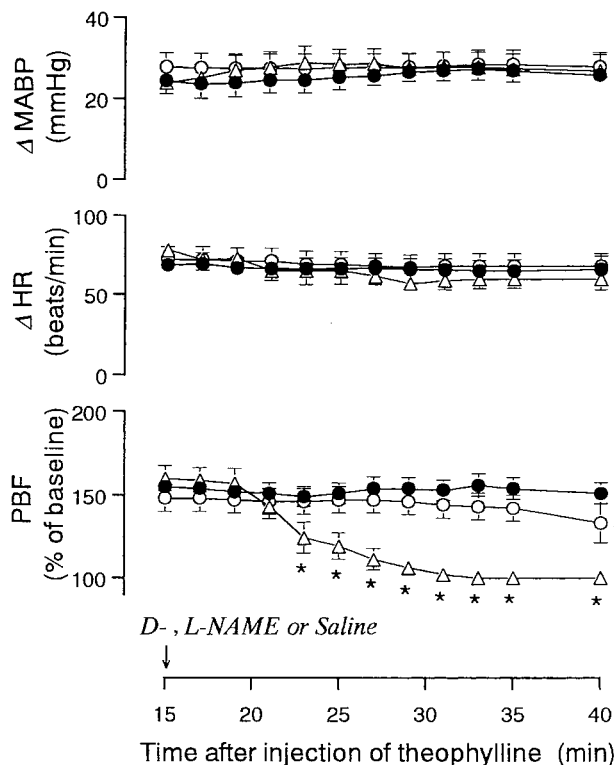 40
20
0
Δ MABP
(mmHg)
100
50
0
Δ HR
(beats/min)
200
150
100
PBF
(% of baseline)
* * * * * * * *
D- , L-NAME or Saline
15 20 25 30 35 40
Time after injection of theophylline (min)